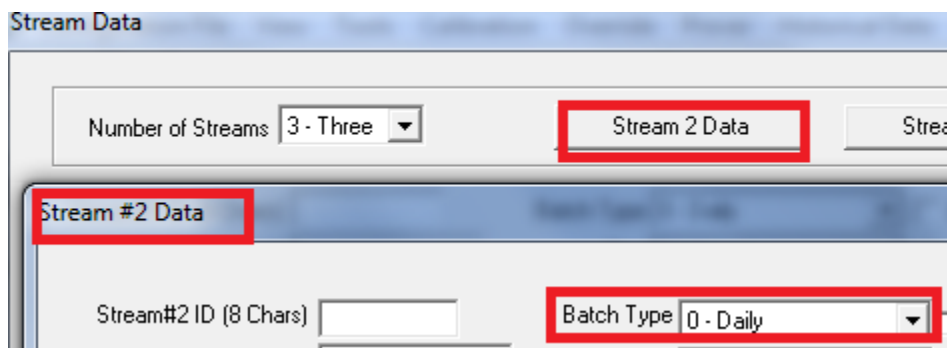 Stream Data
Number of Streams 3 - Three Stream 2 Data
Stream #2 Data
Stream#2 ID (8 Chars) Batch Type 0 - Daily